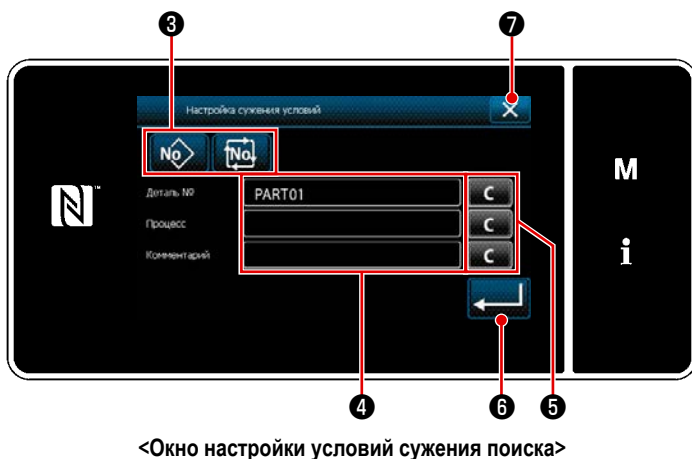 ❸ ❼
Настройка сужения условий
No No.
M
Деталь № PART01 C
Процесс C
Комментарий C
i
❹ ❻ ❺
<Окно настройки условий сужения поиска>